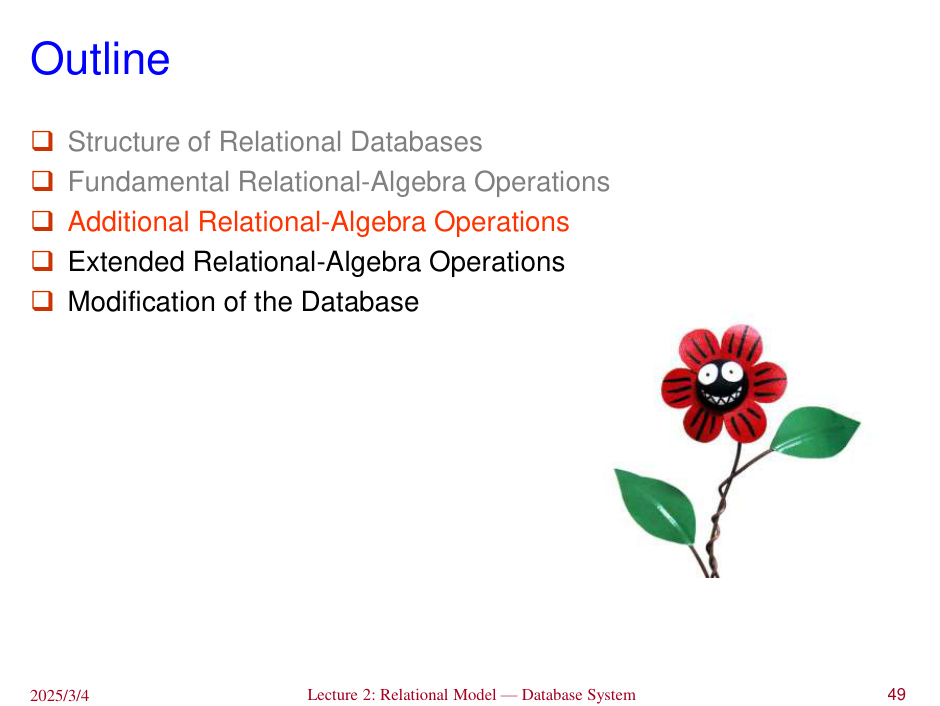 Outline
❑ Structure of Relational Databases
❑ Fundamental Relational-Algebra Operations
❑ Additional Relational-Algebra Operations
❑ Extended Relational-Algebra Operations
❑ Modification of the Database
2025/3/4 Lecture 2: Relational Model — Database System 49